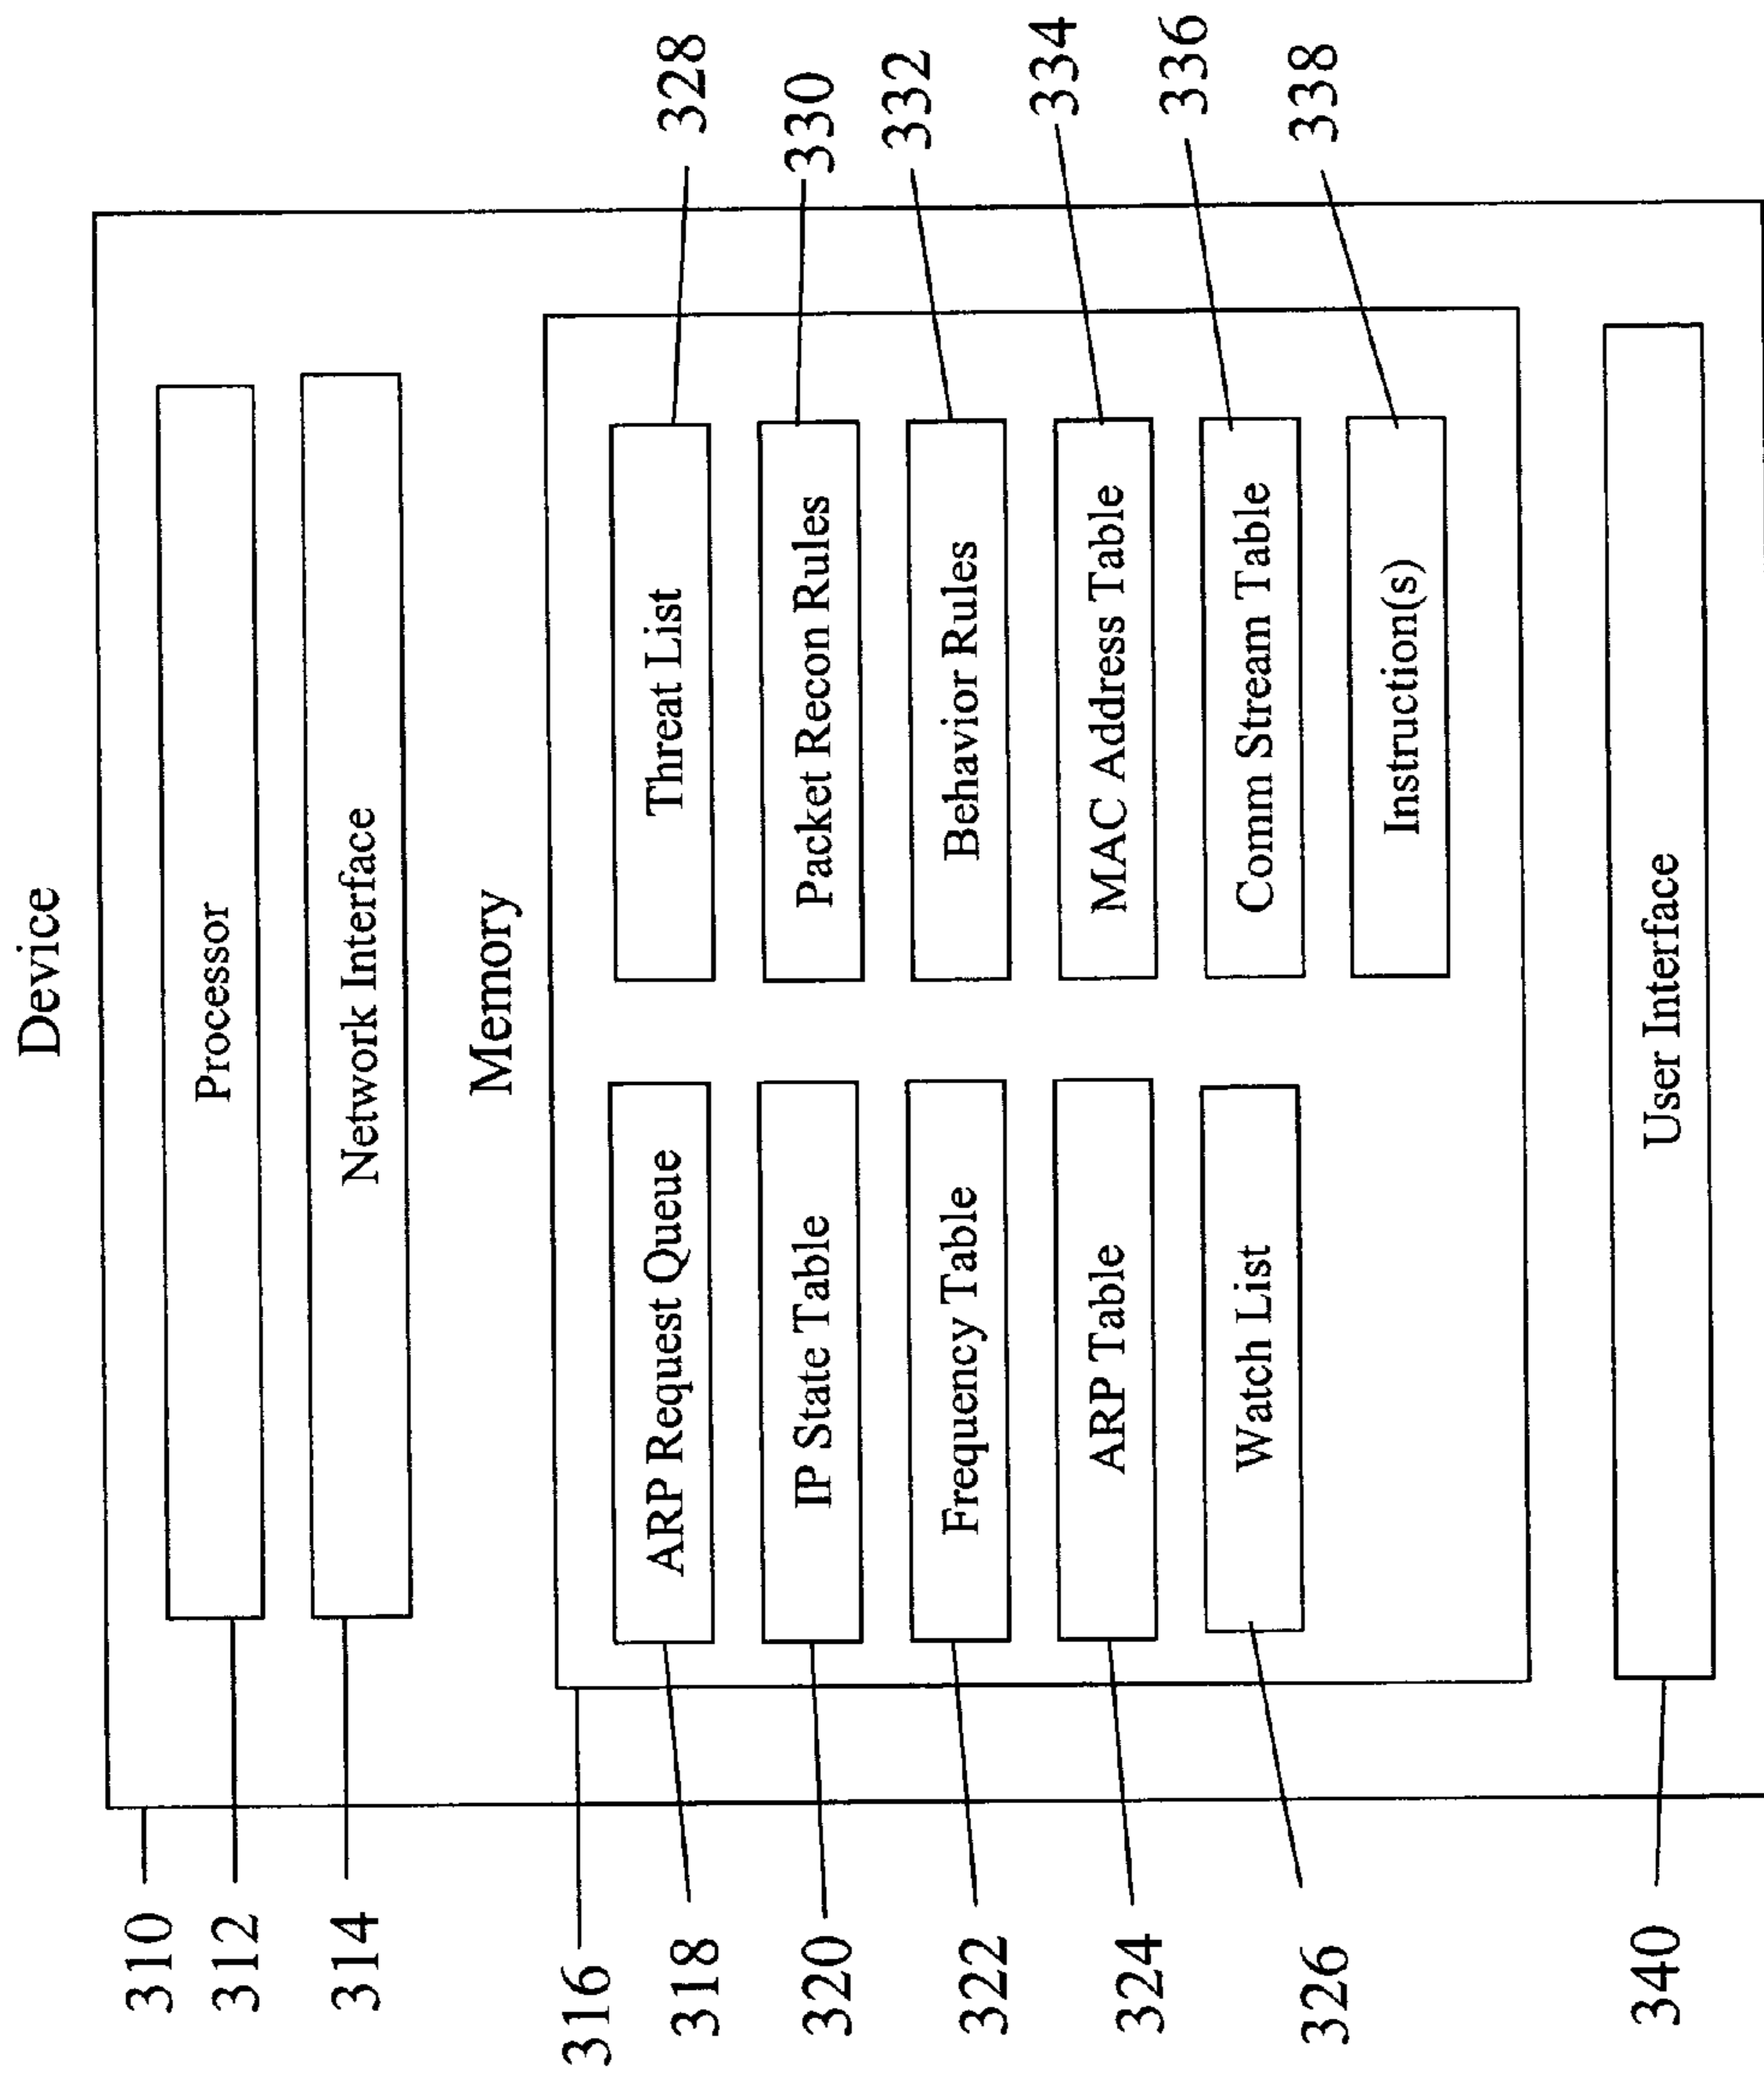 Device
310
312
Processor
314
Network Interface
Memory
316
318
ARP Request Queue
Threat List
328
320
IP State Table
Packet Recon Rules
330
322
Frequency Table
Behavior Rules
332
324
ARP Table
MAC Address Table
334
326
Watch List
Comm Stream Table
336
Instruction(s)
338
340
User Interface